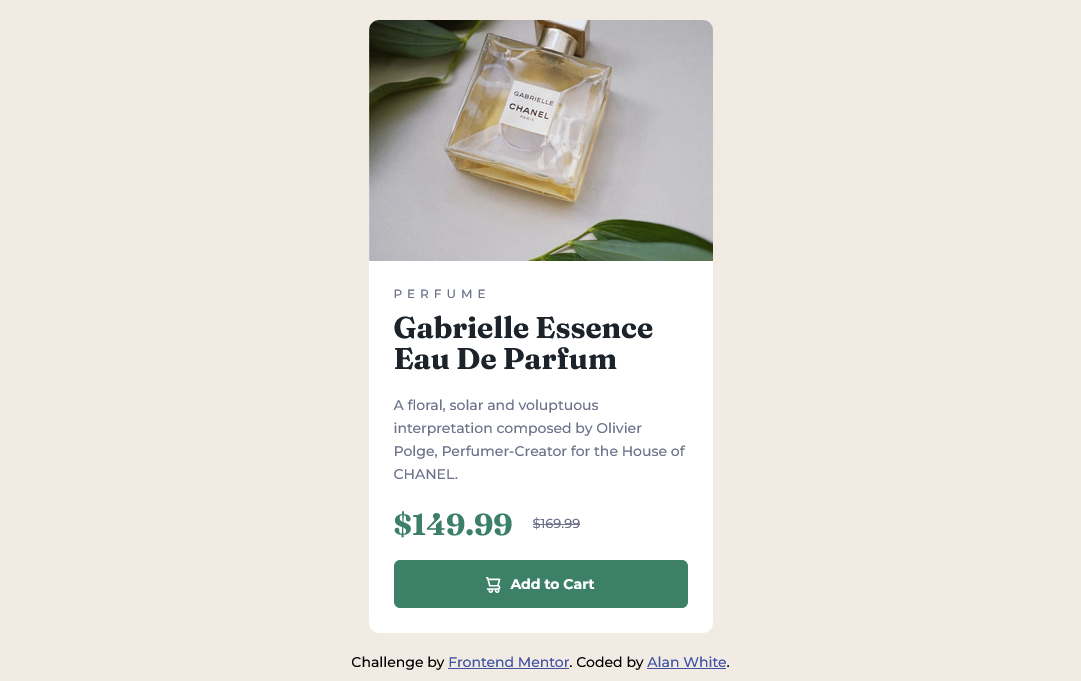 GABRIELLE
CHANEL
PARIS
PERFUME
Gabrielle Essence
Eau De Parfum
A floral, solar and voluptuous
interpretation composed by Olivier
Polge, Perfumer-Creator for the House of
CHANEL.
$149.99 $169.99
Add to Cart
Challenge by Frontend Mentor. Coded by Alan White.